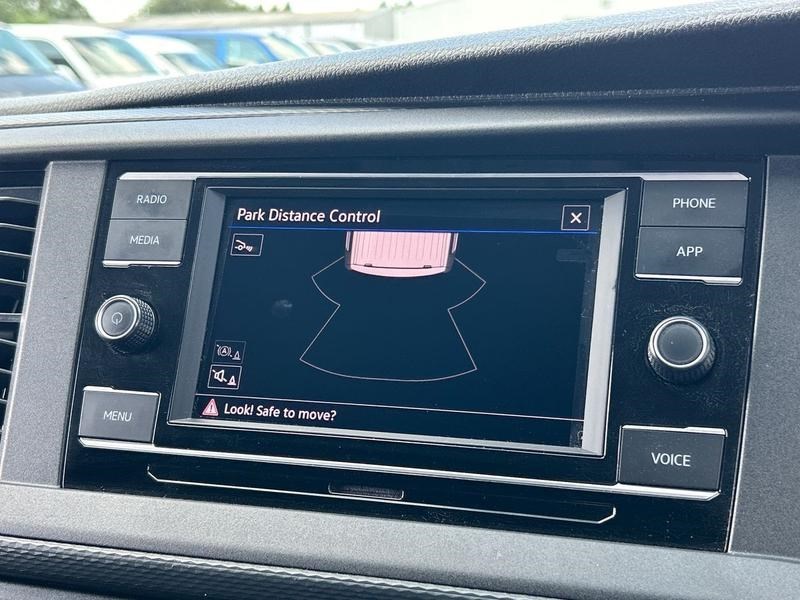 RADIO
MEDIA
MENU
Park Distance Control
Look! Safe to move?
PHONE
APP
VOICE